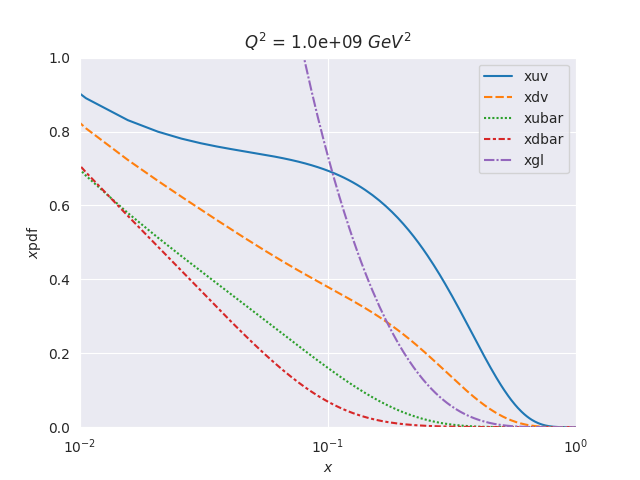 Q² = 1.0e+09 GeV²
1.0
0.8
0.6
0.4
0.2
0.0
xpdf
xuv
xdv
xubar
xdbar
xgl
10⁻² 10⁻¹ 10⁰
x